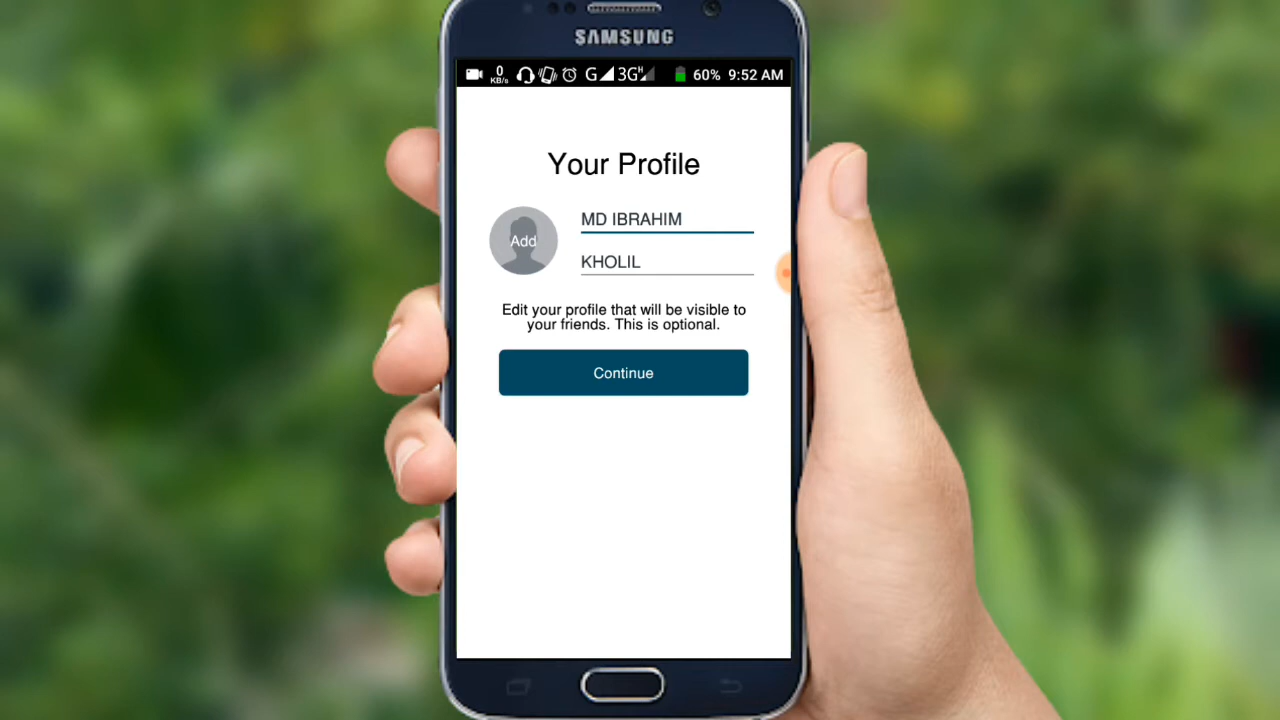 SAMSUNG
0 KB/s G 3G H 60% 9:52 AM
Your Profile
Add
MD IBRAHIM
KHOLIL
Edit your profile that will be visible to
your friends. This is optional.
Continue